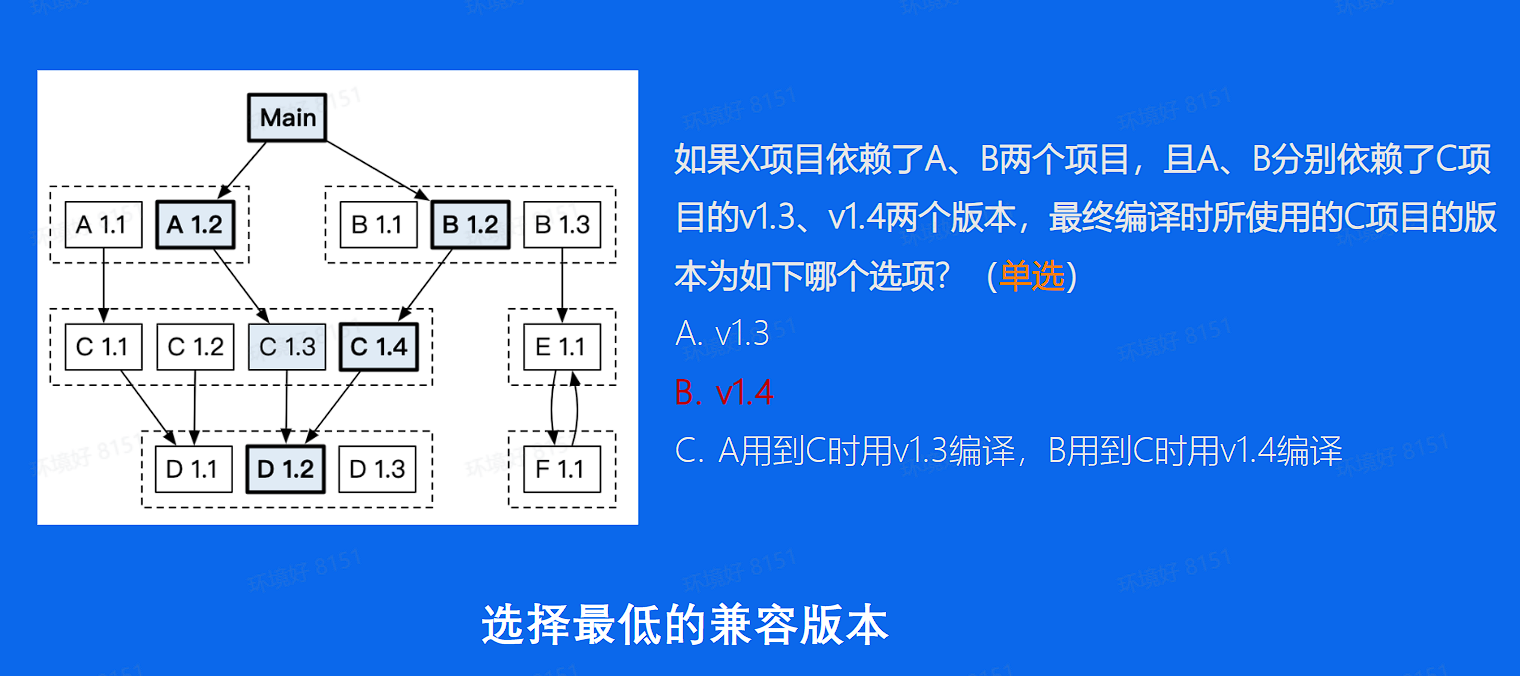 Main
A 1.1
A 1.2
B 1.1
B 1.2
B 1.3
C 1.1
C 1.2
C 1.3
C 1.4
E 1.1
D 1.1
D 1.2
D 1.3
F 1.1
如果X项目依赖了A、B两个项目，且A、B分别依赖了C项
目的v1.3、v1.4两个版本，最终编译时所使用的C项目的版
本为如下哪个选项？（单选）
A. v1.3
B. v1.4
C. A用到C时用v1.3编译，B用到C时用v1.4编译
选择最低的兼容版本
环境好 8151